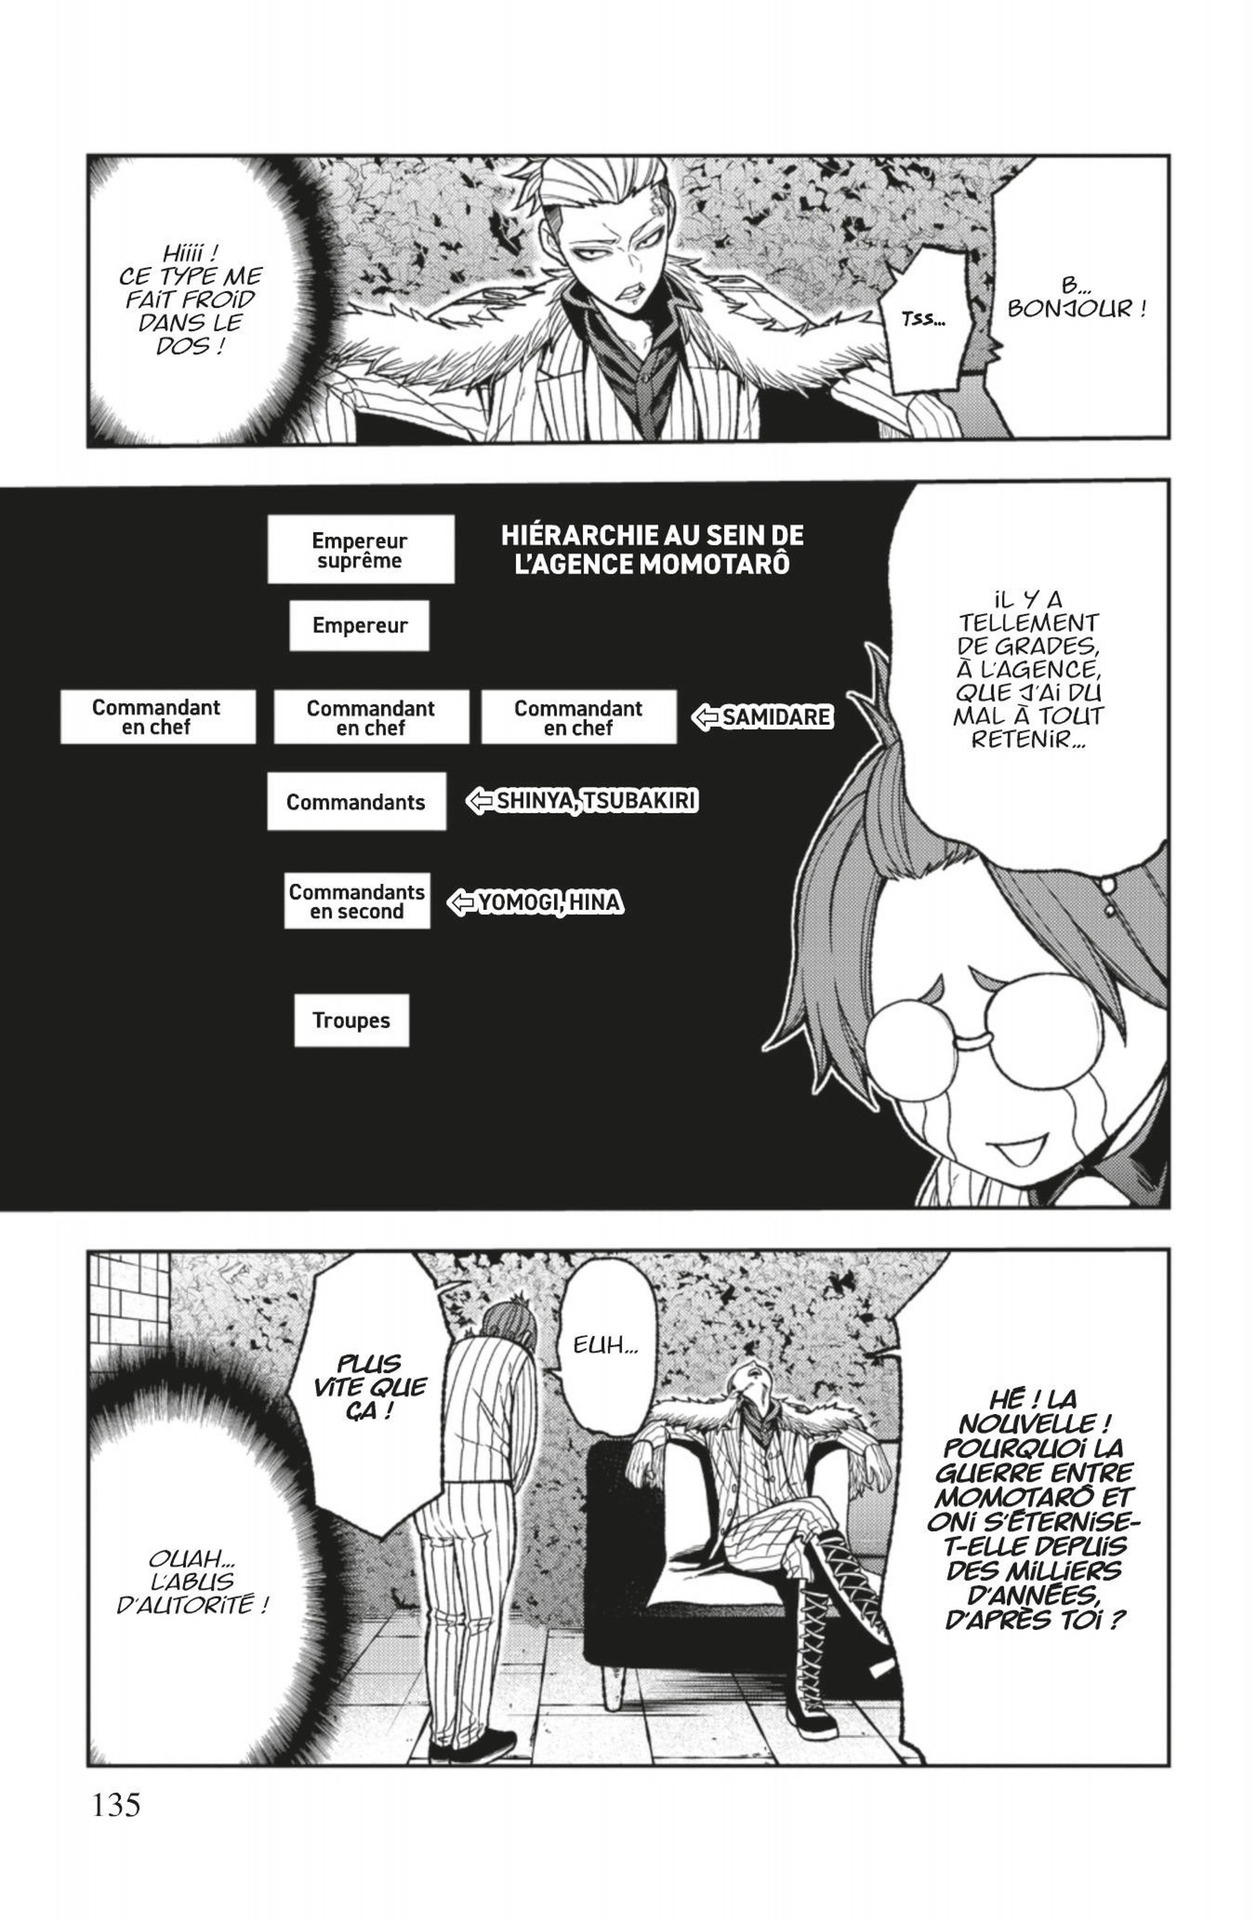 B...
BONJOUR !
Tss...
Hiiii !
CE TYPE ME
FAIT FROID
DANS LE
DOS !
IL Y A
TELLEMENT
DE GRADES,
À L'AGENCE,
QUE J'AI DU
MAL À TOUT
RETENIR...
HIÉRARCHIE AU SEIN DE
L'AGENCE MOMOTARÔ
Empereur
suprême
Empereur
Commandant
en chef
Commandant
en chef
Commandant
en chef
⇦ SAMIDARE
Commandants
⇦ SHINYA, TSUBAKIRI
Commandants
en second
⇦ YOMOGI, HINA
Troupes
HÉ ! LA
NOUVELLE !
POURQUOI LA
GUERRE ENTRE
MOMOTARÔ ET
ONI S'ÉTERNISE-
T-ELLE DEPUIS
DES MILLIERS
D'ANNÉES,
D'APRÈS TOI ?
EUH...
PLUS
VITE QUE
ÇA !
OUAH...
L'ABUS
D'AUTORITÉ !
135